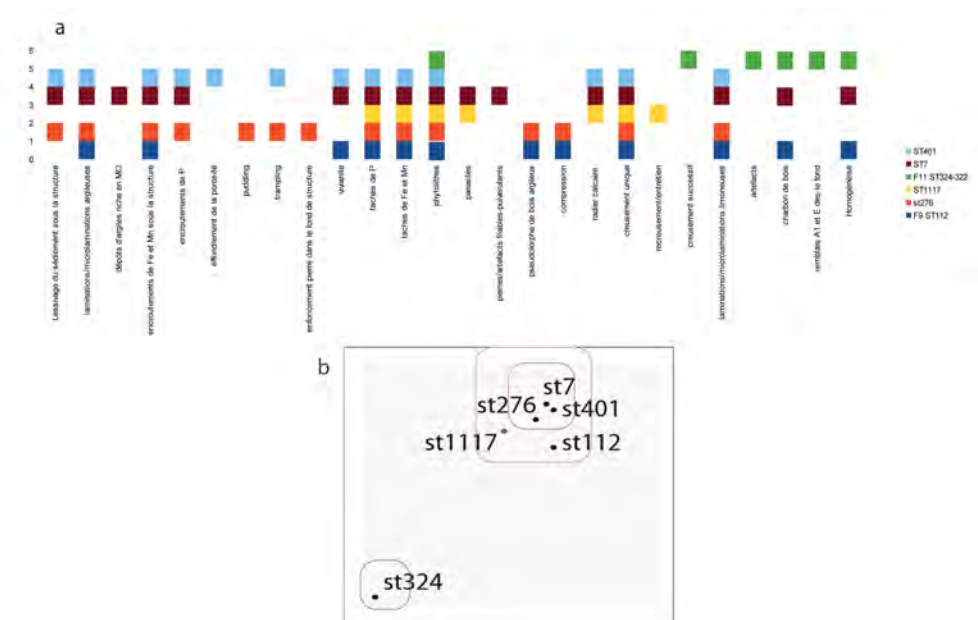 a
6
5
4
3
2
1
0
Lessivage du sédiment sous la structure
laminations/microlaminations argileuses
dépôts d'argiles riche en MO
encroutements de Fe et Mn sous la structure
encroutements de P
effondrement de la porosité
pudding
trampling
enfoncement pierre dans le fond de structure
vivianite
taches de P
taches de Fe et Mn
phytolithes
parasites
pierres/artefacts friables-pulvérulents
pseudomorphe de bois argileux
compression
radier calcaire
creusement unique
recreusement/entretien
creusement successif
laminations/microlaminations limoneuses
artefacts
charbon de bois
remblais A1 et E dès le fond
Homogénéisé
ST401
ST7
F11 ST324-322
ST1117
st276
F9 ST112
b
st7
st276
st401
st1117
st112
st324